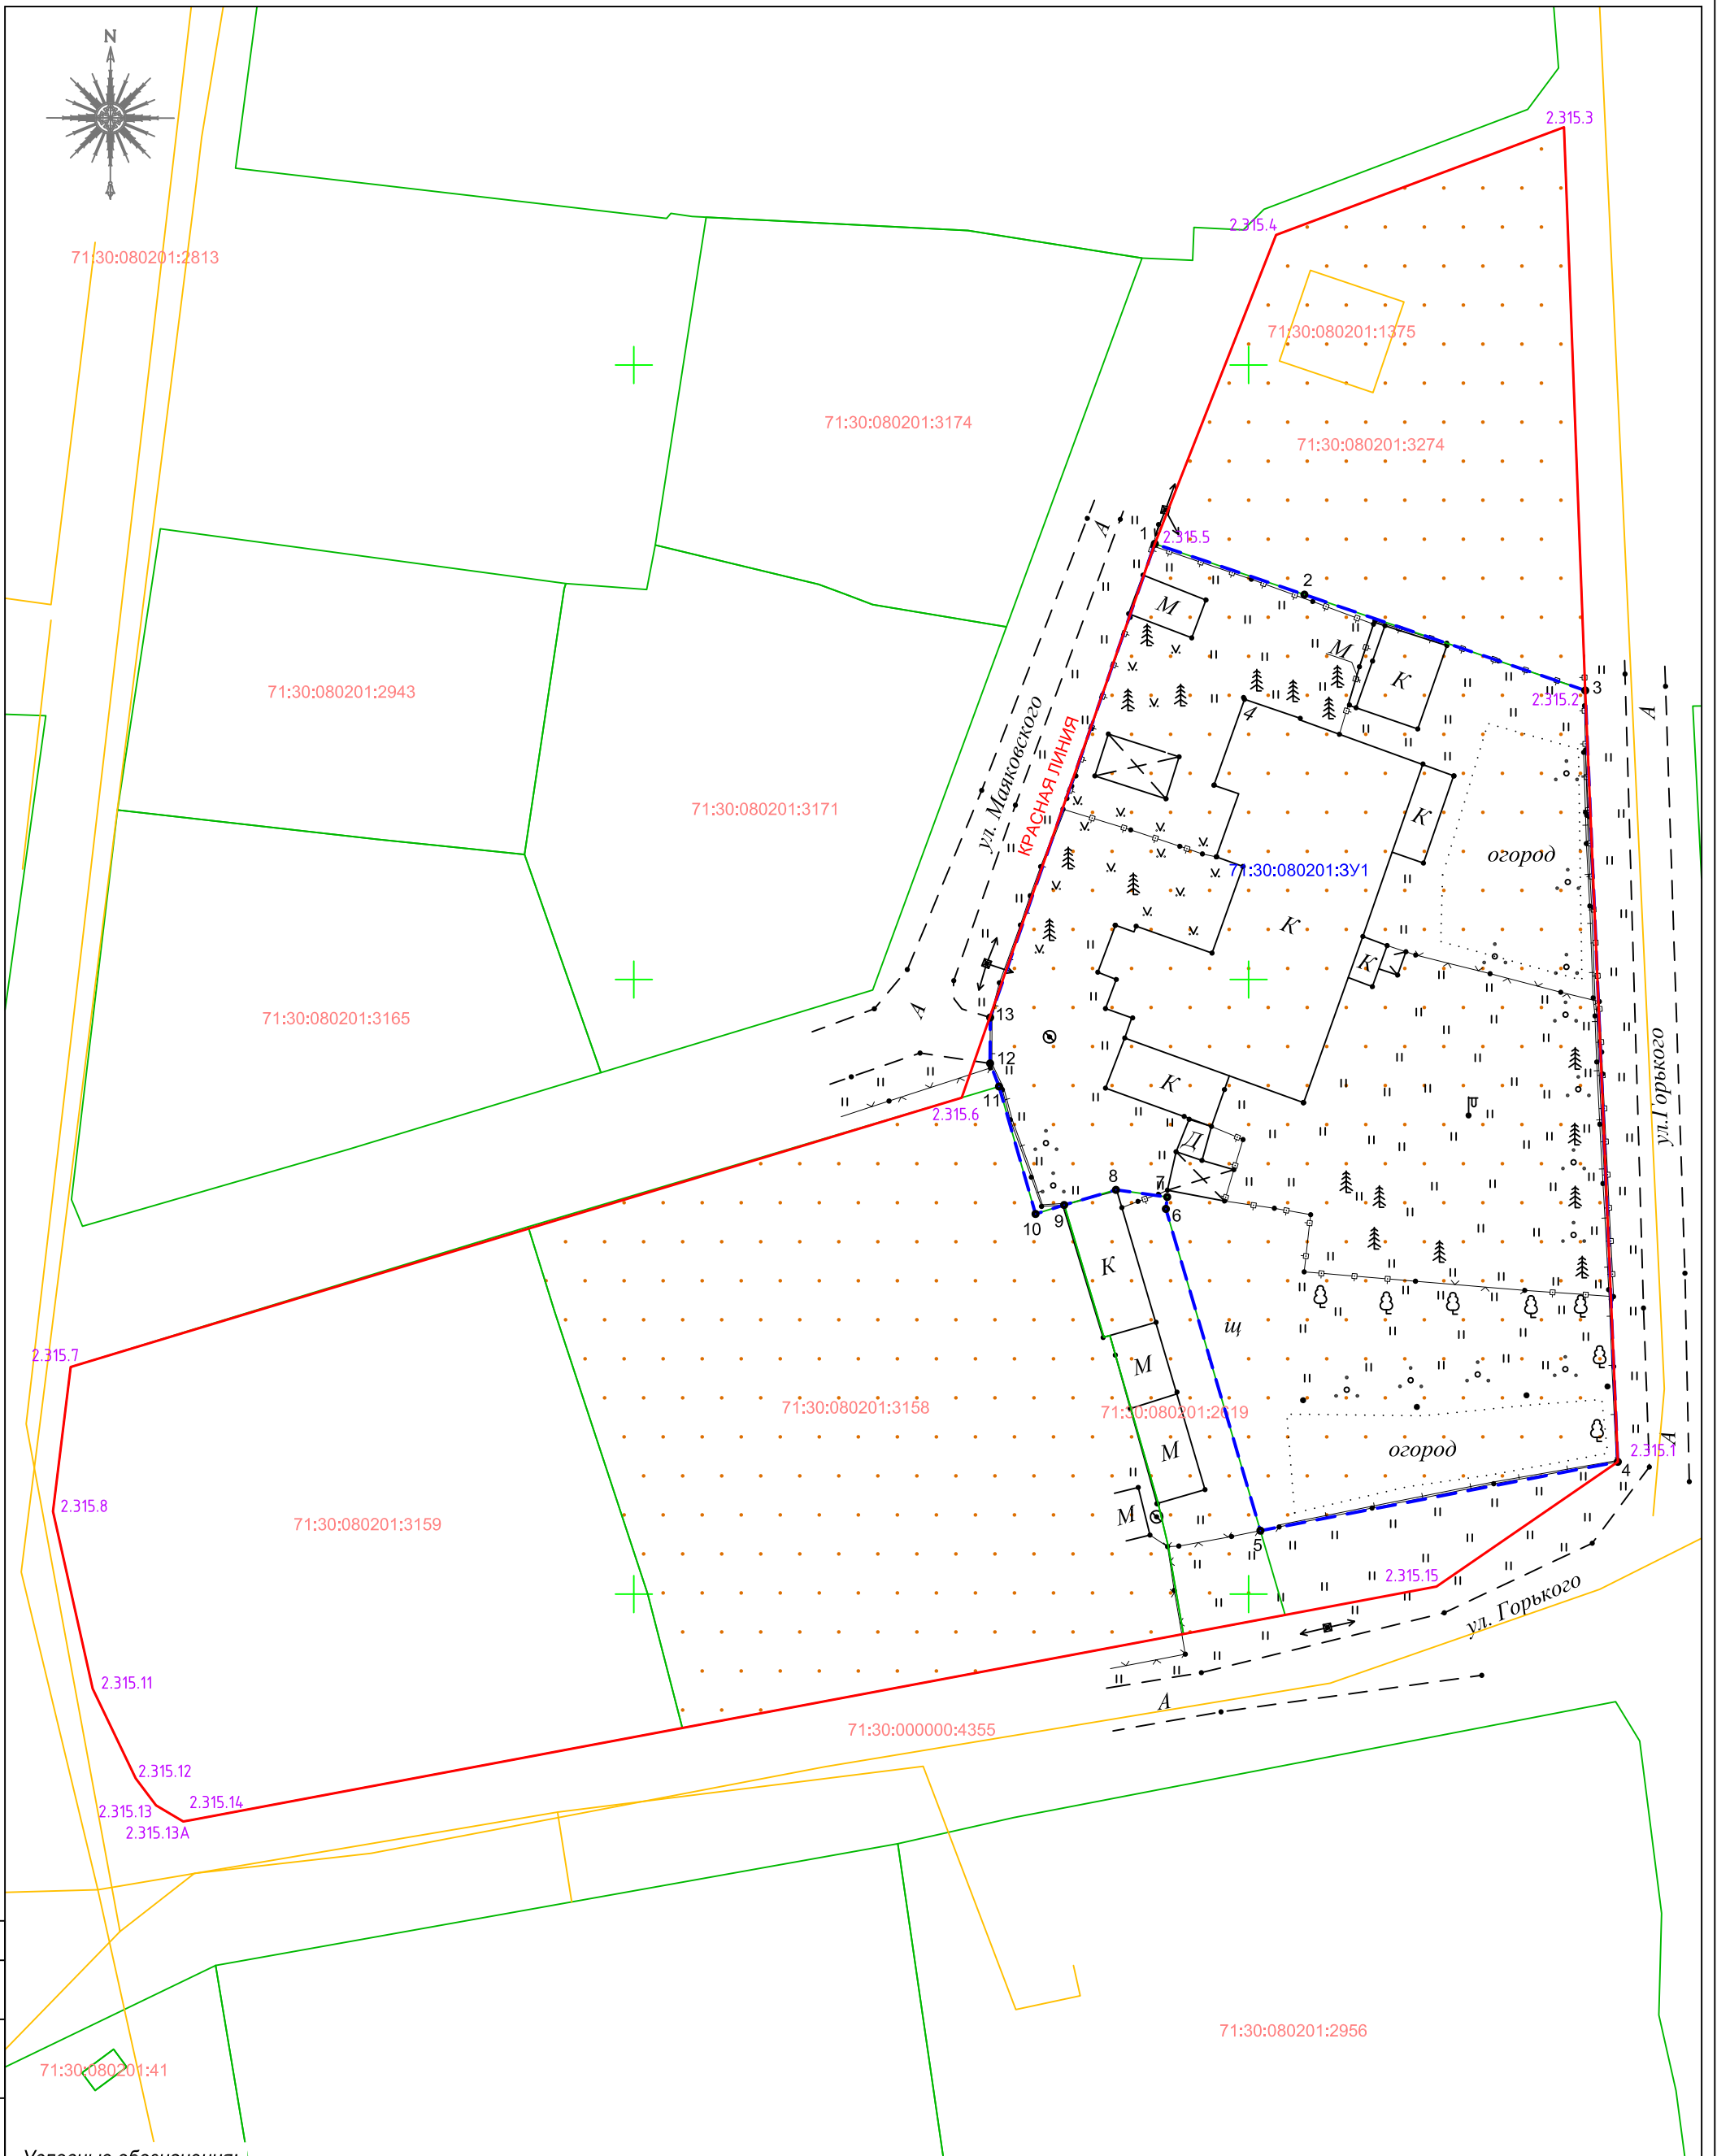 N
2.315.3
2.315.4
71:30:080201:2813
71:30:080201:1375
71:30:080201:3174
71:30:080201:3274
А
1
2.315.5
2
М
М
К
71:30:080201:2943
3
2.315.2
А
4
ул. Маяковского
КРАСНАЯ ЛИНИЯ
71:30:080201:3171
К
огород
71:30:080201:ЗУ1
К
К
А
13
71:30:080201:3165
12
ул.Горького
11
К
2.315.6
Д
8
7
10
9
6
К
щ
2.315.7
М
71:30:080201:3158
71:30:080201:2619
М
огород
А
2.315.1
4
2.315.8
М
71:30:080201:3159
5
2.315.15
ул. Горького
2.315.11
А
71:30:000000:4355
2.315.12
2.315.13
2.315.14
2.315.13А
71:30:080201:2956
71:30:080201:41
Условные обозначения: